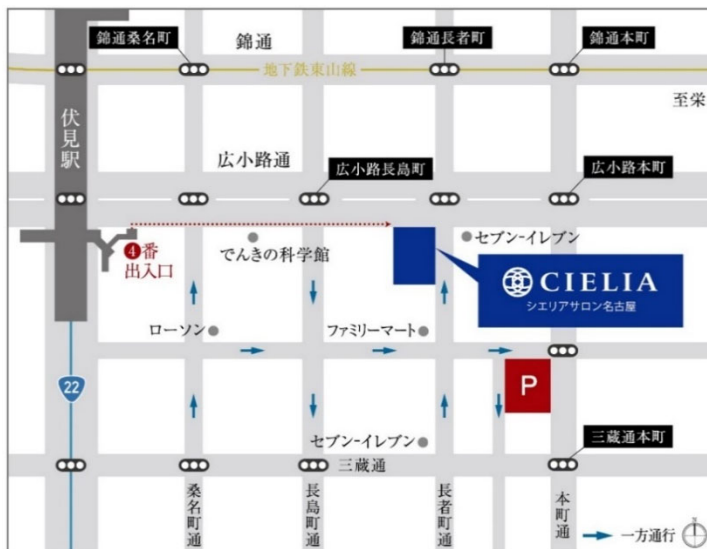 錦通桑名町
錦通
錦通長者町
錦通本町
地下鉄東山線
至栄
伏見駅
広小路通
広小路長島町
広小路本町
4番
出入口
でんきの科学館
セブン-イレブン
CIELIA
シエリアサロン名古屋
ローソン
ファミリーマート
22
P
セブン-イレブン
三蔵通
三蔵通本町
桑名町通
長島町通
長者町通
本町通
一方通行
N